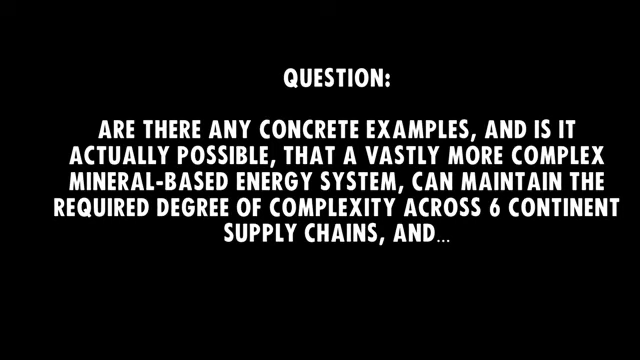 QUESTION:
ARE THERE ANY CONCRETE EXAMPLES, AND IS IT
ACTUALLY POSSIBLE, THAT A VASTLY MORE COMPLEX
MINERAL-BASED ENERGY SYSTEM, CAN MAINTAIN THE
REQUIRED DEGREE OF COMPLEXITY ACROSS 6 CONTINENT
SUPPLY CHAINS, AND...